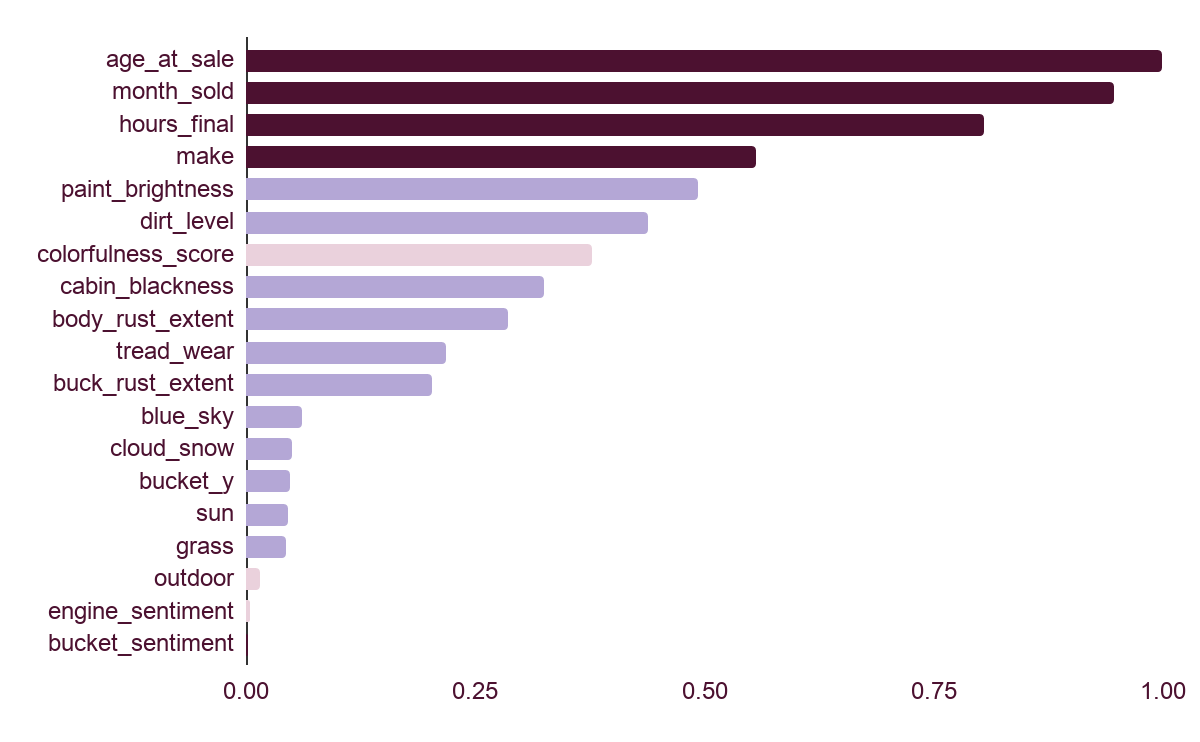 age_at_sale
month_sold
hours_final
make
paint_brightness
dirt_level
colorfulness_score
cabin_blackness
body_rust_extent
tread_wear
buck_rust_extent
blue_sky
cloud_snow
bucket_y
sun
grass
outdoor
engine_sentiment
bucket_sentiment
0.00 0.25 0.50 0.75 1.00